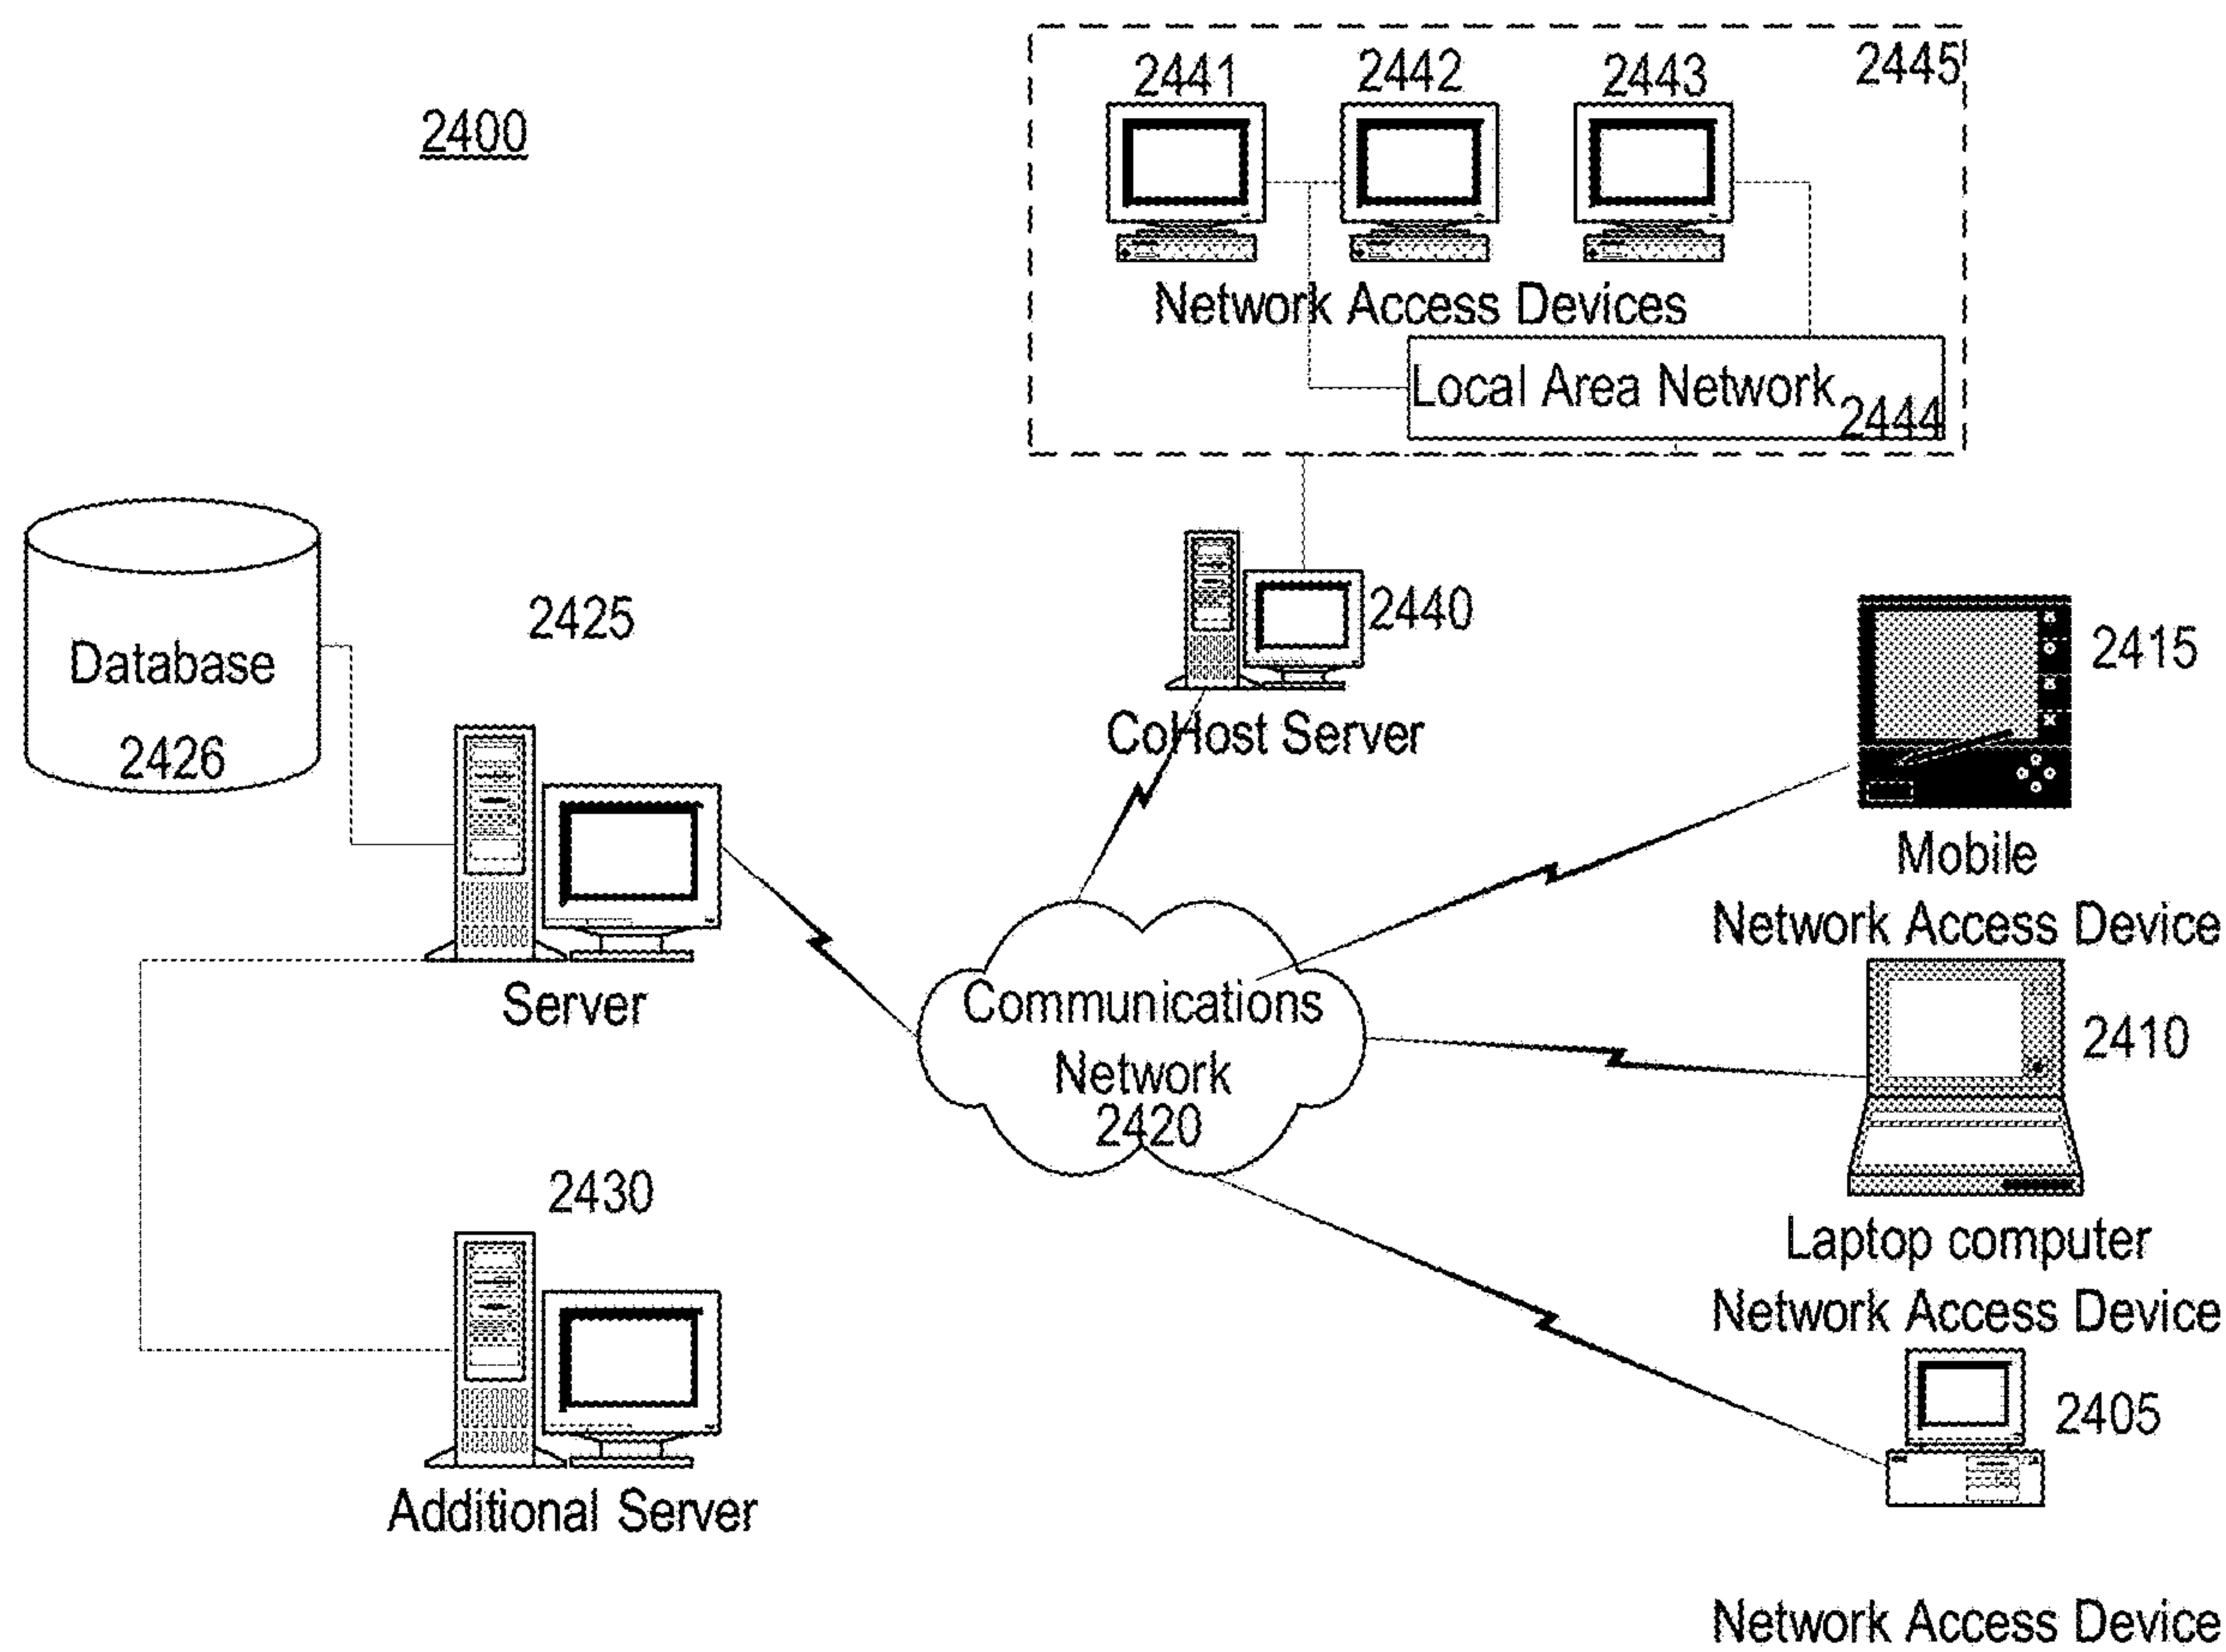 2400
2441 2442 2443 2445
Network Access Devices
Local Area Network
2444
2425
Database
2426
Server
2440
CoHost Server
2415
Mobile
Network Access Device
Communications
Network
2420
2410
Laptop computer
Network Access Device
2430
Additional Server
2405
Network Access Device